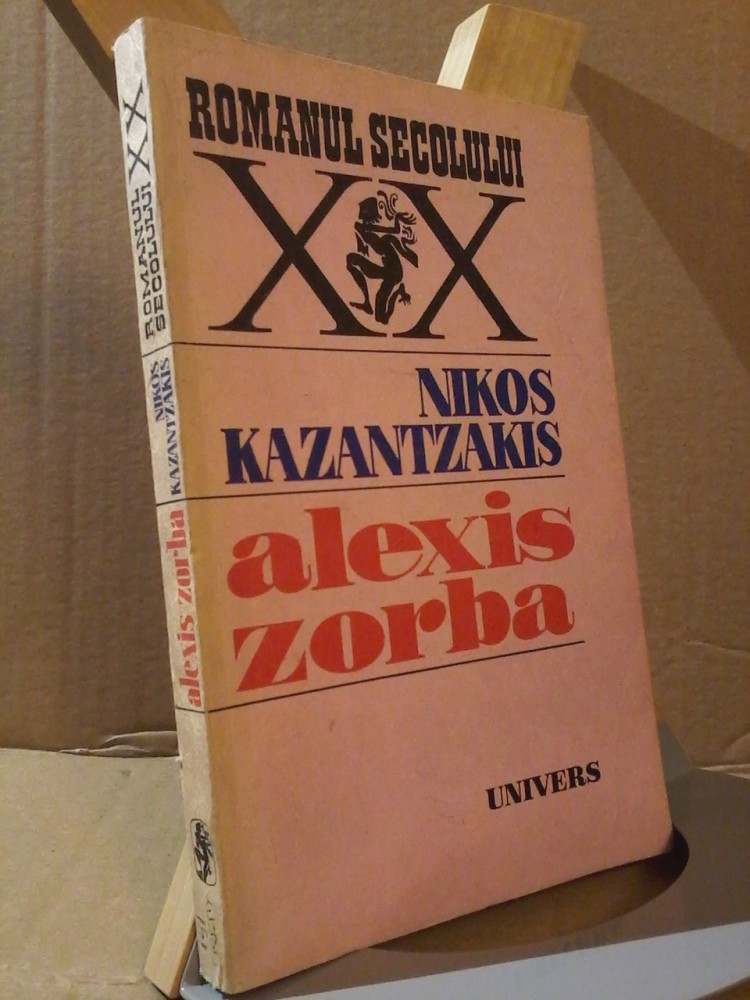 ROMANUL SECOLULUI
XX
NIKOS
KAZANTZAKIS
alexis
zorba
UNIVERS
ROMANUL
SECOLULUI
XX
NIKOS
KAZANTZAKIS
alexis zorba